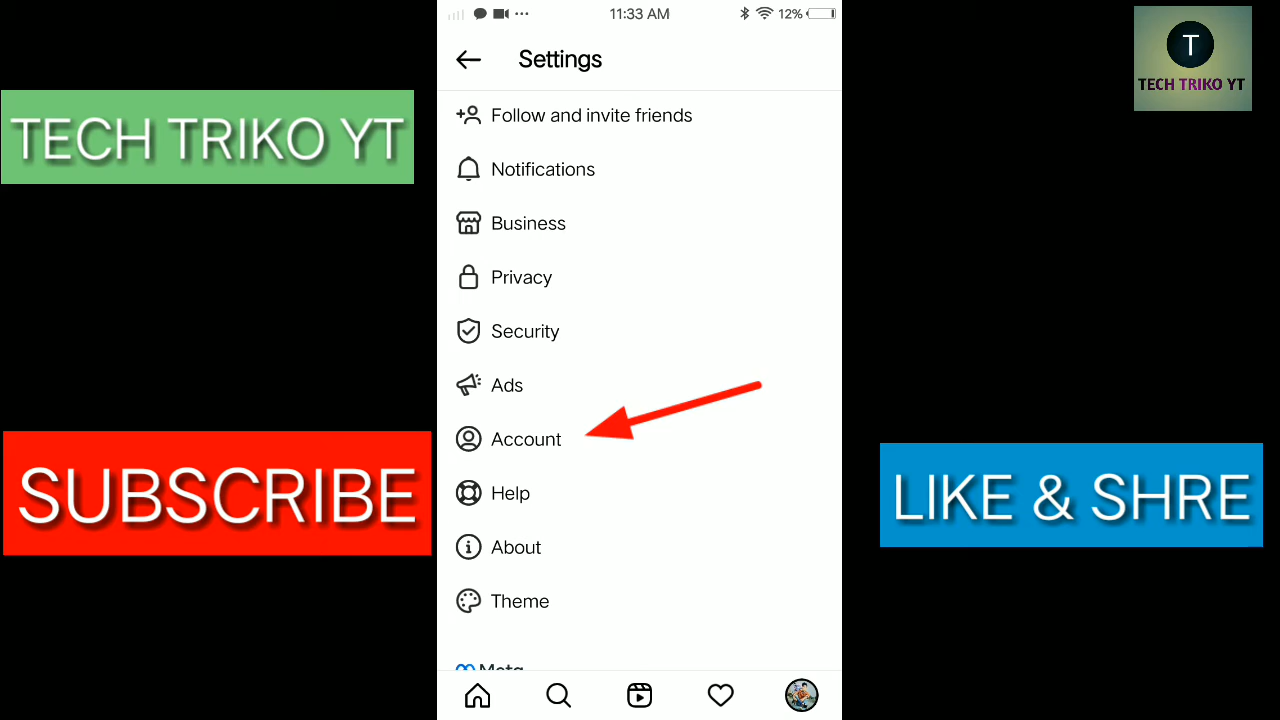 11:33 AM
12%
Settings
Follow and invite friends
Notifications
Business
Privacy
Security
Ads
Account
Help
About
Theme
Meta
TECH TRIKO YT
SUBSCRIBE
T
TECH TRIKO YT
LIKE & SHRE